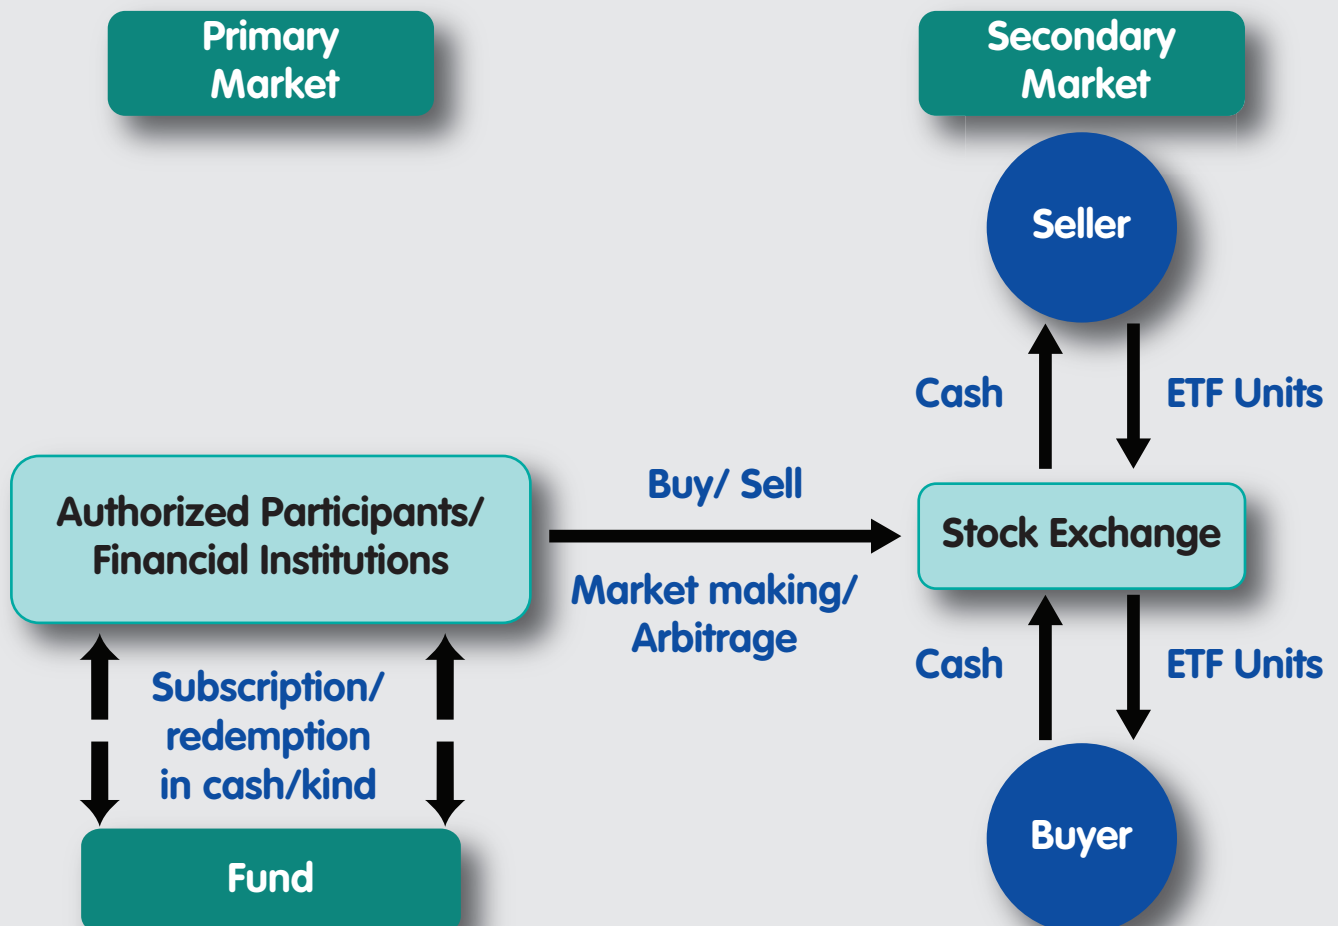 Primary
Market
Secondary
Market
Seller
Cash
ETF Units
Authorized Participants/
Financial Institutions
Buy/ Sell
Market making/
Arbitrage
Stock Exchange
Subscription/
redemption
in cash/kind
Cash
ETF Units
Fund
Buyer